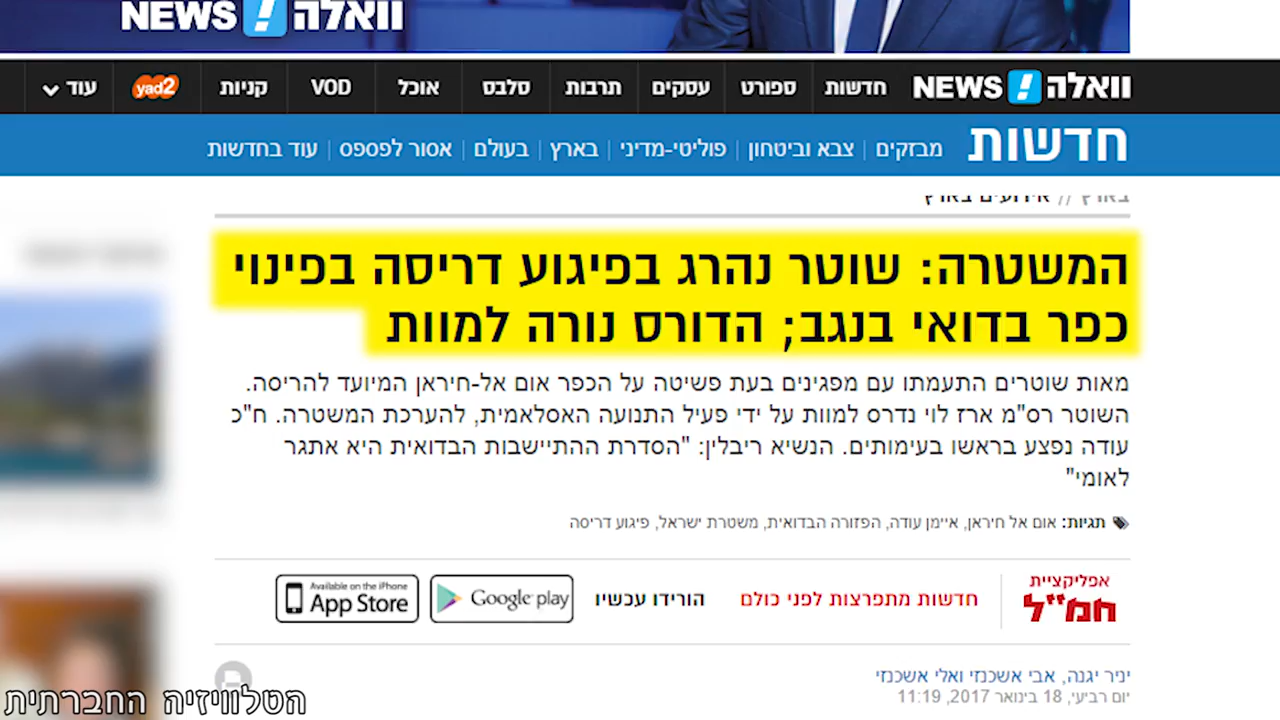 וואלה! NEWS
וואלה! NEWS חדשות ספורט עסקים תרבות סלבס אוכל VOD קניות yad2 עוד
חדשות מבזקים | צבא וביטחון | פוליטי-מדיני | בארץ | בעולם | אסור לפספס | עוד בחדשות
בארץ // אירועים בארץ
המשטרה: שוטר נהרג בפיגוע דריסה בפינוי
כפר בדואי בנגב; הדורס נורה למוות
מאות שוטרים התעמתו עם מפגינים בעת פשיטה על הכפר אום אל-חיראן המיועד להריסה.
השוטר רס"מ ארז לוי נדרס למוות על ידי פעיל התנועה האסלאמית, להערכת המשטרה. ח"כ
עודה נפצע בראשו בעימותים. הנשיא ריבלין: "הסדרת ההתיישבות הבדואית היא אתגר
לאומי"
תגיות: אום אל חיראן, איימן עודה, הפזורה הבדואית, משטרת ישראל, פיגוע דריסה
אפליקציית
חמ"ל
חדשות מתפרצות לפני כולם
הורידו עכשיו
Google play
Available on the iPhone
App Store
יניר יגנה, אבי אשכנזי ואלי אשכנזי
יום רביעי, 18 בינואר 2017, 11:19
הטלוויזיה החברתית